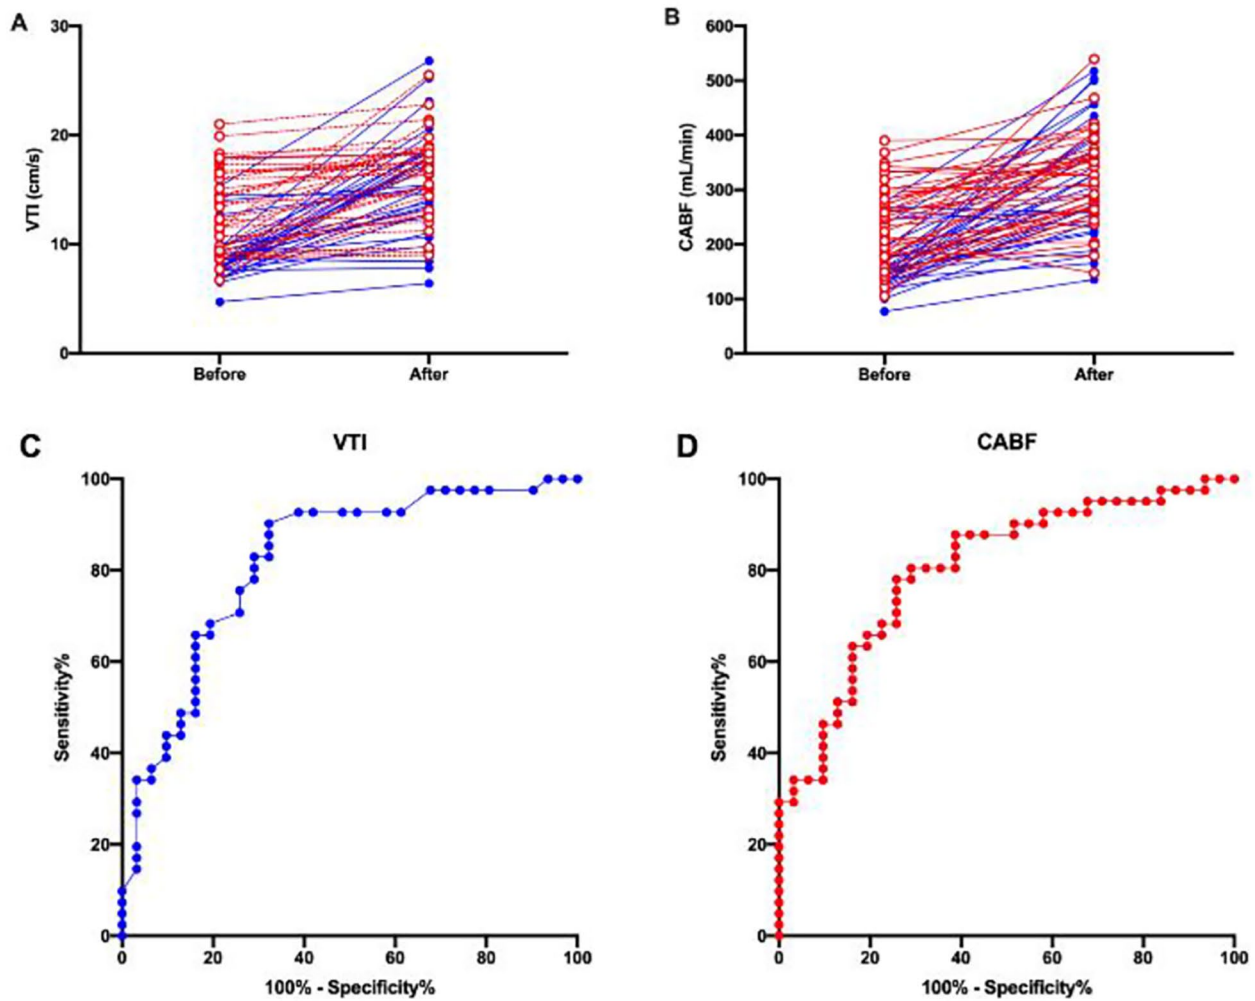 A
B
30
20
10
0
VTI (cm/s)
Before
After
600
500
400
300
200
100
0
CABF (mL/min)
Before
After
C
VTI
100
80
60
40
20
0
Sensitivity%
0 20 40 60 80 100
100% - Specificity%
D
CABF
100
80
60
40
20
0
Sensitivity%
0 20 40 60 80 100
100% - Specificity%